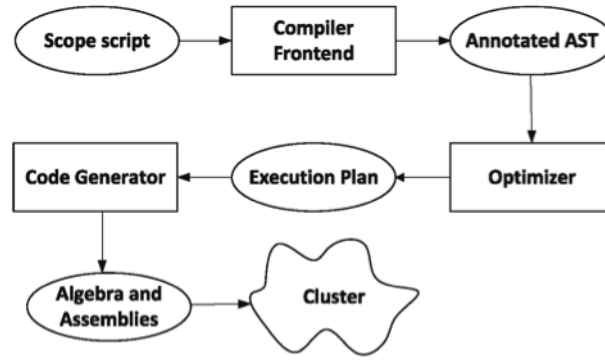 Scope script
Compiler
Frontend
Annotated AST
Code Generator
Execution Plan
Optimizer
Algebra and
Assemblies
Cluster